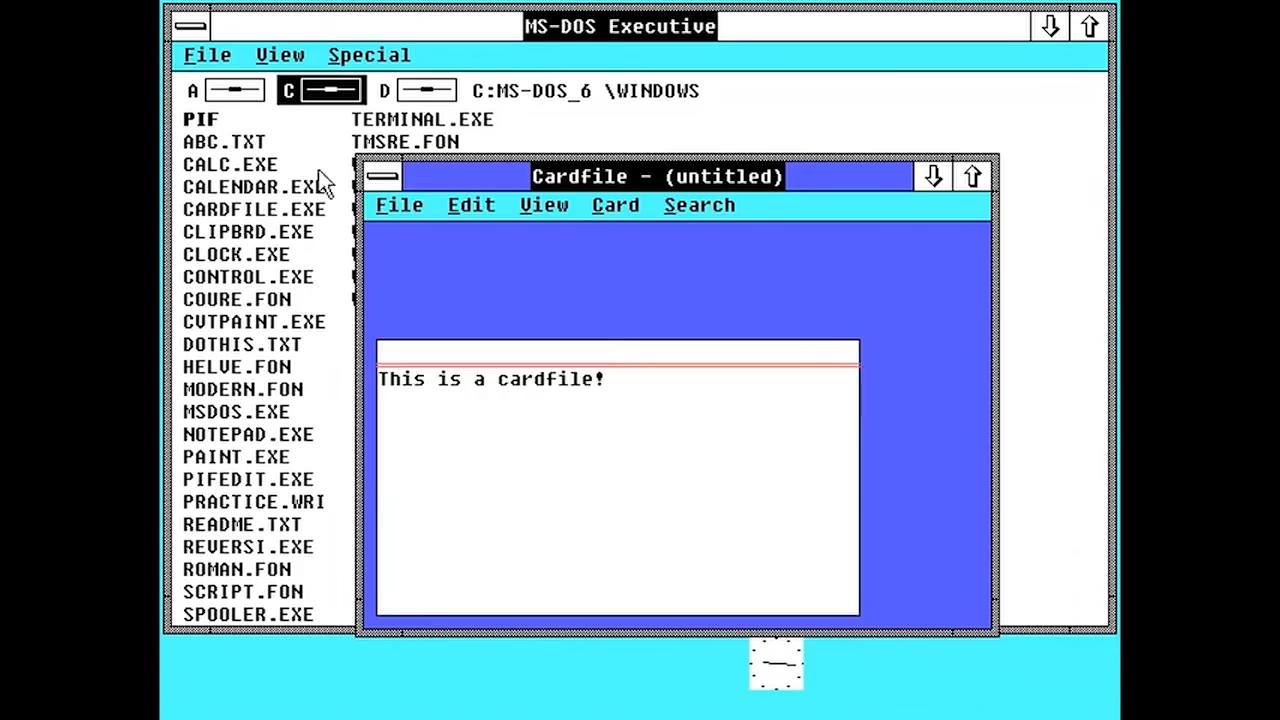 MS-DOS Executive
File View Special
A C D C:MS-DOS_6 \WINDOWS
PIF TERMINAL.EXE
ABC.TXT TMSRE.FON
CALC.EXE
CALENDAR.EXE
CARDFILE.EXE
CLIPBRD.EXE
CLOCK.EXE
CONTROL.EXE
COURE.FON
CVTPAINT.EXE
DOTHIS.TXT
HELVE.FON
MODERN.FON
MSDOS.EXE
NOTEPAD.EXE
PAINT.EXE
PIFEDIT.EXE
PRACTICE.WRI
README.TXT
REVERSI.EXE
ROMAN.FON
SCRIPT.FON
SPOOLER.EXE
Cardfile - (untitled)
File Edit View Card Search
This is a cardfile!